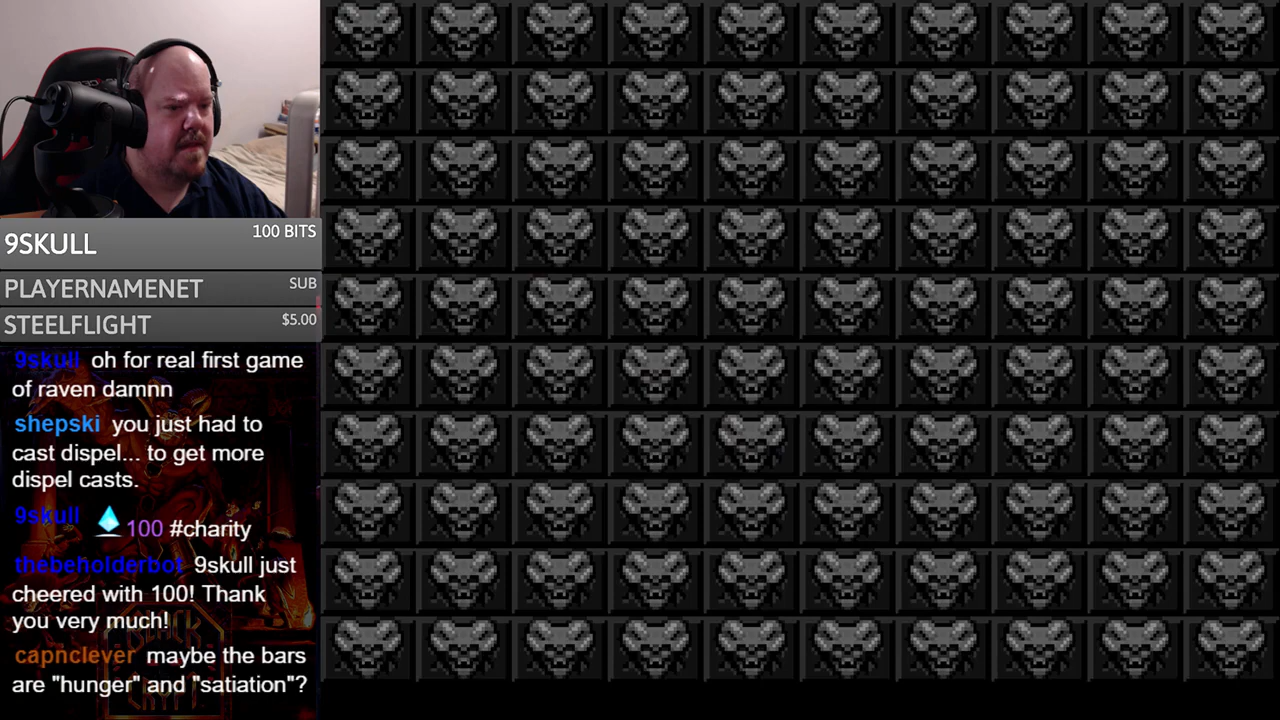 9SKULL 100 BITS
PLAYERNAMENET SUB
STEELFLIGHT $5.00
9skull oh for real first game
of raven damnn
shepski you just had to
cast dispel... to get more
dispel casts.
9skull 100 #charity
thebeholderbot 9skull just
cheered with 100! Thank
you very much!
BLACK
capnclever maybe the bars
are "hunger" and "satiation"?
CRYPT